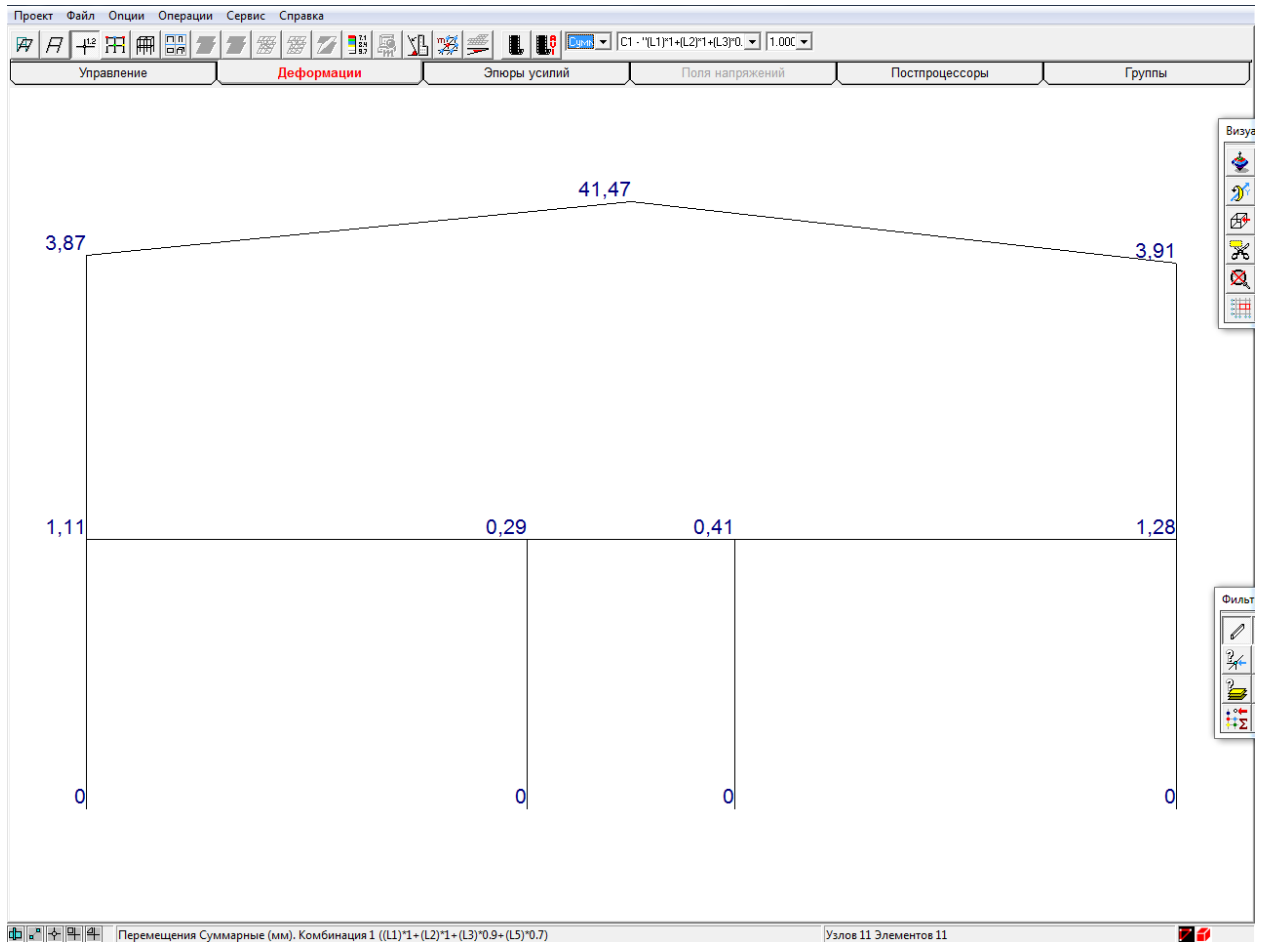 Проект Файл Опции Операции Сервис Справка
C1 - "(L1)*1+(L2)*1+(L3)*0. 1.00C
Управление Деформации Эпюры усилий Поля напряжений Постпроцессоры Группы
Визуа
41,47
3,87
3,91
1,11 0,29 0,41 1,28
Фильт
0 0 0 0
Перемещения Суммарные (мм). Комбинация 1 ((L1)*1+(L2)*1+(L3)*0.9+(L5)*0.7) Узлов 11 Элементов 11